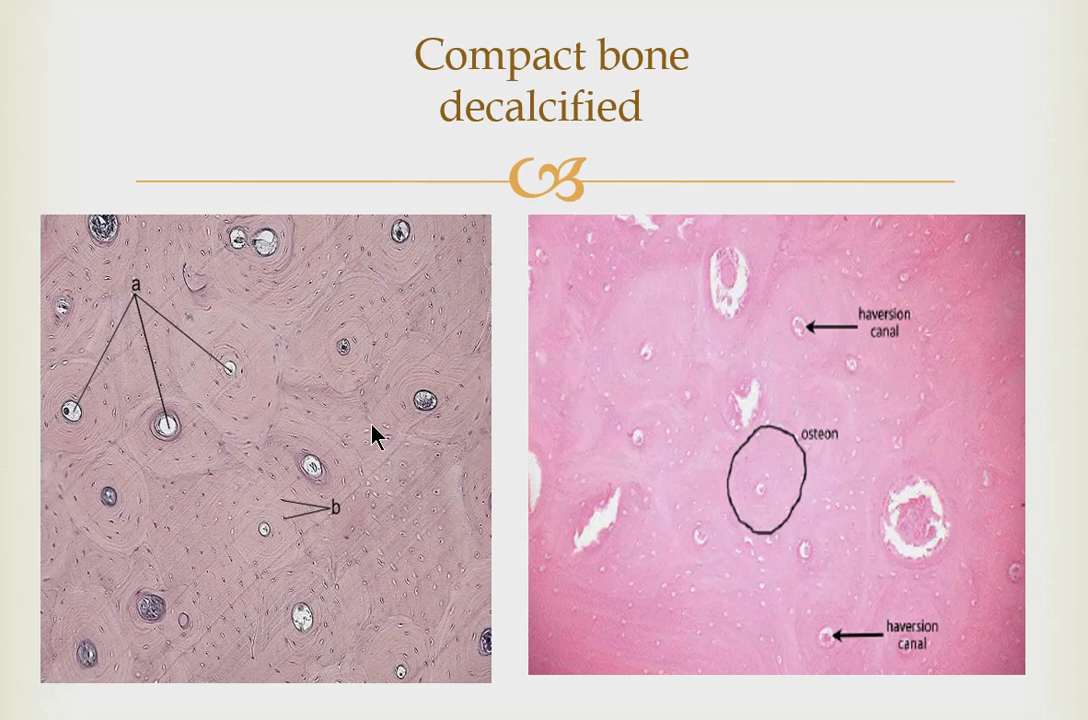 Compact bone
decalcified
a
b
haversion
canal
osteon
haversion
canal